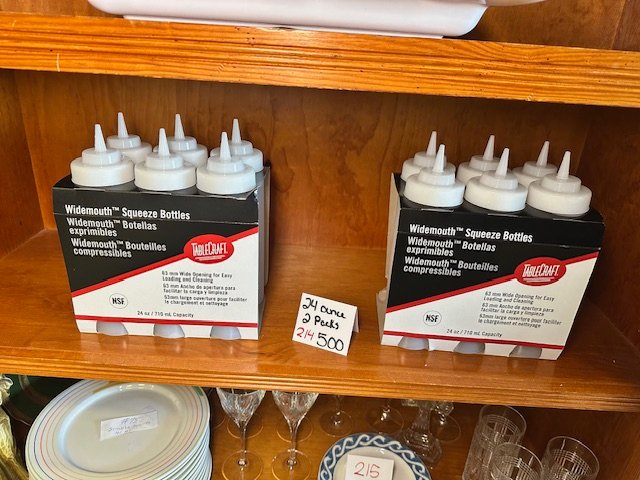 Widemouth™ Squeeze Bottles
Widemouth™ Botellas
exprimibles
Widemouth™ Bouteilles
compressibles
TABLECRAFT
63 mm Wide Opening for Easy
Loading and Cleaning
63 mm Ancho de apertura para
facilitar la carga y limpieza
63mm large ouverture pour faciliter
le chargement et nettoyage
NSF
24 oz / 710 mL Capacity
24 ounce
2 Packs
214 500
Widemouth™ Squeeze Bottles
Widemouth™ Botellas
exprimibles
Widemouth™ Bouteilles
compressibles
TABLECRAFT
63 mm Wide Opening for Easy
Loading and Cleaning
63 mm Ancho de apertura para
facilitar la carga y limpieza
63mm large ouverture pour faciliter
le chargement et nettoyage
NSF
24 oz / 710 mL Capacity
215